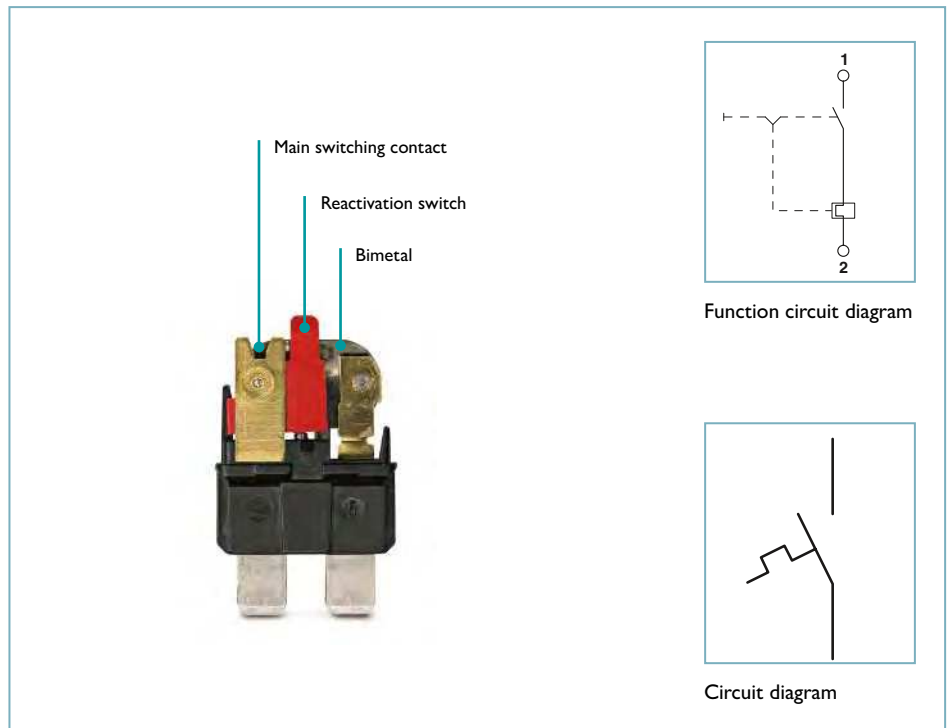 Main switching contact
Reactivation switch
Bimetal
1
2
Function circuit diagram
Circuit diagram